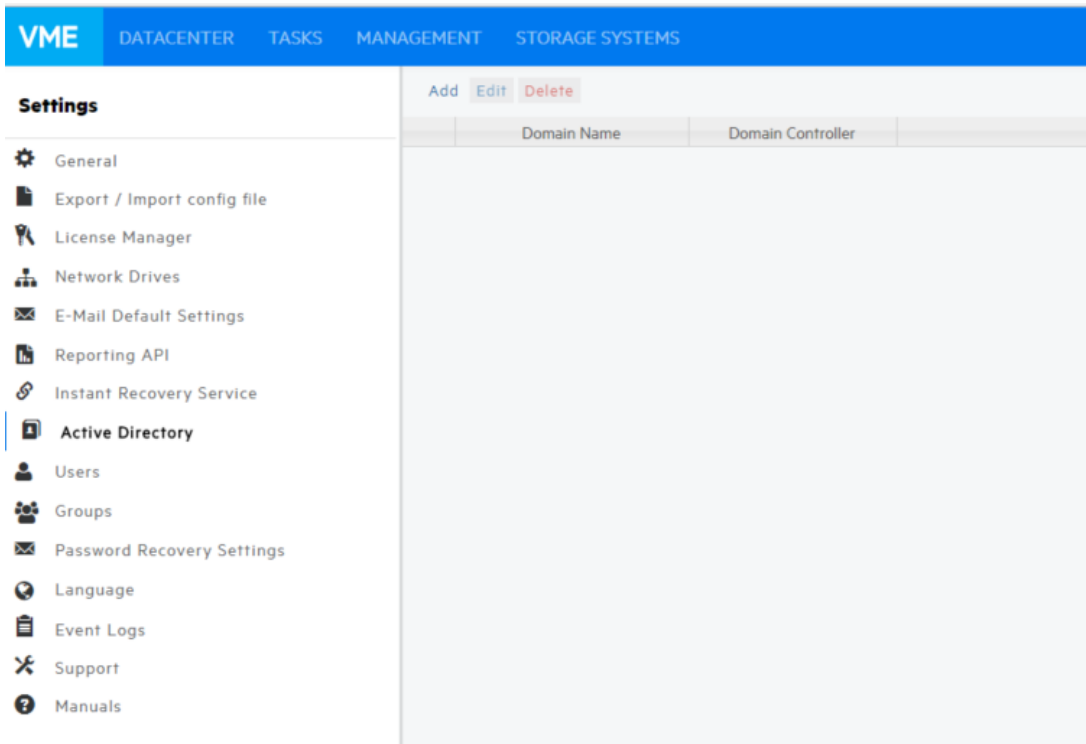 VME DATACENTER TASKS MANAGEMENT STORAGE SYSTEMS
Settings
General
Export / Import config file
License Manager
Network Drives
E-Mail Default Settings
Reporting API
Instant Recovery Service
Active Directory
Users
Groups
Password Recovery Settings
Language
Event Logs
Support
Manuals
Add Edit Delete
Domain Name Domain Controller